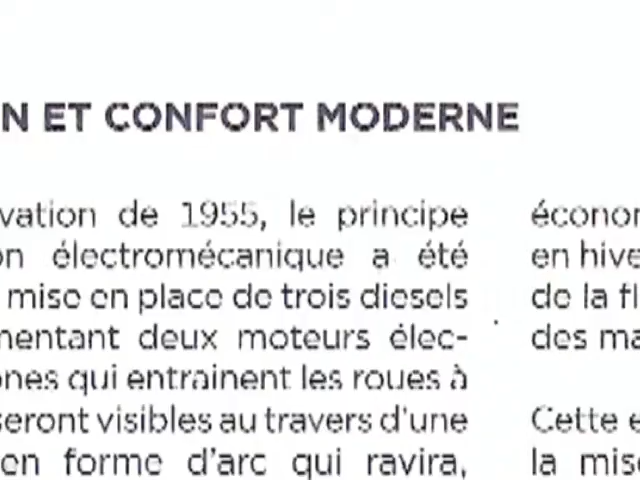 N ET CONFORT MODERNE
vation de 1955, le principe
on électromécanique a été
mise en place de trois diesels
mentant deux moteurs élec-
ones qui entrainent les roues à
seront visibles au travers d'une
en forme d'arc qui ravira,
éconor
en hive
de la fl
des ma
Cette e
la mise